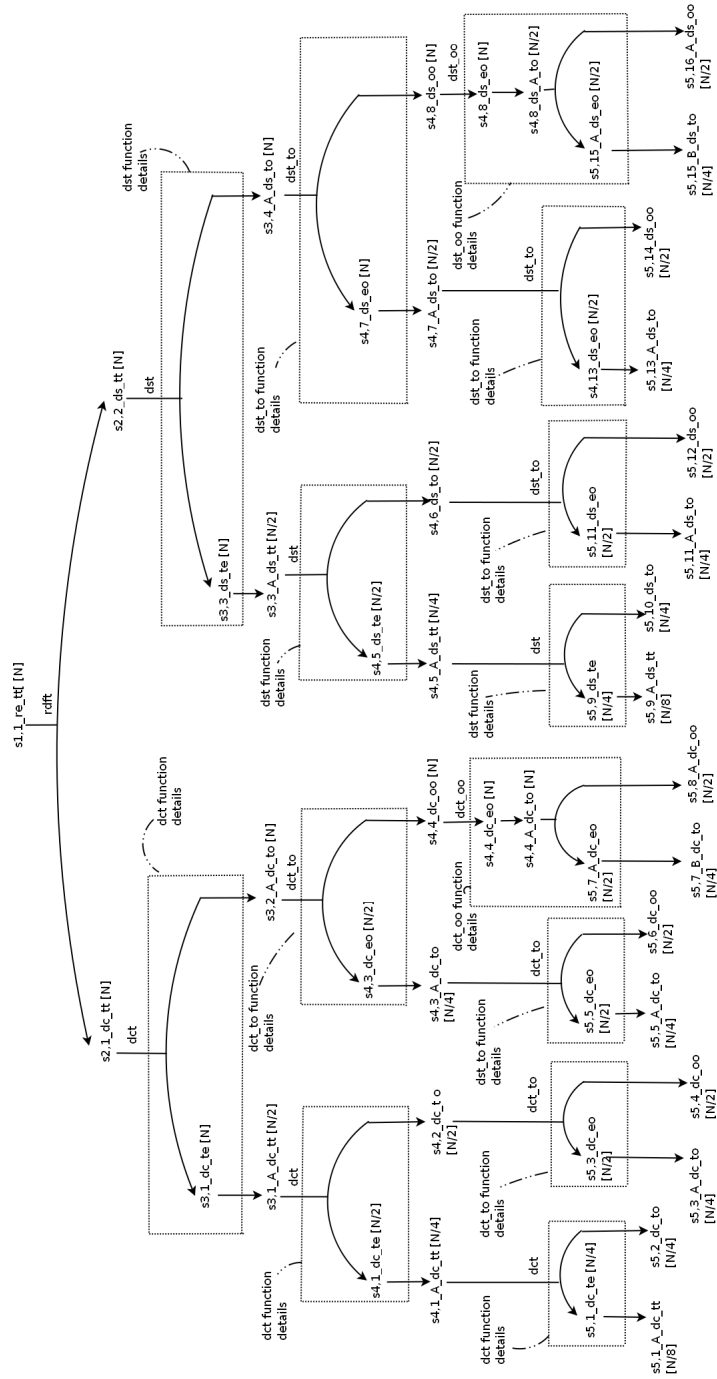 s1,1_re_tt[ [N]
rdft
s2,1_dc_tt [N]
s2,2_ds_tt [N]
dct
dct function
details
dst
dst function
details
s3,1_dc_te [N]
s3,3_ds_te [N]
s3,1_A_dc_tt [N/2]
s3,2_A_dc_to [N]
s3,3_A_ds_tt [N/2]
s3,4_A_ds_to [N]
dct function
details
dct
dct_to function
details
dct_to
dst function
details
dst
dst_to function
details
dst_to
s4,1_dc_te [N/2]
s4,3_dc_eo [N/2]
s4,5_ds_te [N/2]
s4,7_ds_eo [N]
s4,1_A_dc_tt [N/4]
s4,2_dc_t o
[N/2]
s4,3_A_dc_to
[N/4]
s4,4_dc_oo [N]
s4,5_A_ds_tt [N/4]
s4,6_ds_to [N/2]
s4,7_A_ds_to [N/2]
s4,8_ds_oo [N]
dct function
details
dct
dct_to function
details
dct_to
dst_to function
details
dct_to
dct_oo function
details
dct_oo
s4,4_dc_eo [N]
s4,4_A_dc_to [N]
dst function
details
dst
dst_to function
details
dst_to
dst_to function
details
dst_to
dst_oo function
details
dst_oo
s4,8_ds_eo [N]
s4,8_ds_A_to [N/2]
s5,1_dc_te [N/4]
s5,3_dc_eo
[N/2]
s5,5_dc_eo
[N/2]
s5,7_A_dc_eo
[N/2]
s5,9_ds_te
[N/4]
s5,11_ds_eo
[N/2]
s4,13_ds_eo [N/2]
s5,15_A_ds_eo [N/2]
s5,1_A_dc_tt
[N/8]
s5,2_dc_to
[N/4]
s5,3_A_dc_to
[N/4]
s5,4_dc_oo
[N/2]
s5,5_A_dc_to
[N/4]
s5,6_dc_oo
[N/2]
s5,7_B_dc_to
[N/4]
s5,8_A_dc_oo
[N/2]
s5,9_A_ds_tt
[N/8]
s5,10_ds_to
[N/4]
s5,11_A_ds_to
[N/4]
s5,12_ds_oo
[N/2]
s5,13_A_ds_to
[N/4]
s5,14_ds_oo
[N/2]
s5,15_B_ds_to
[N/4]
s5,16_A_ds_oo
[N/2]